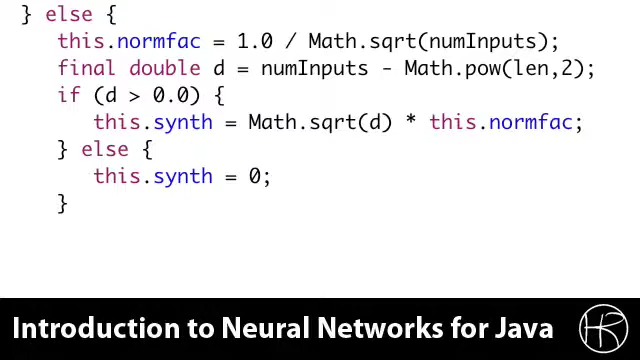 } else {
this.normfac = 1.0 / Math.sqrt(numInputs);
final double d = numInputs - Math.pow(len,2);
if (d > 0.0) {
this.synth = Math.sqrt(d) * this.normfac;
} else {
this.synth = 0;
}
Introduction to Neural Networks for Java
HR